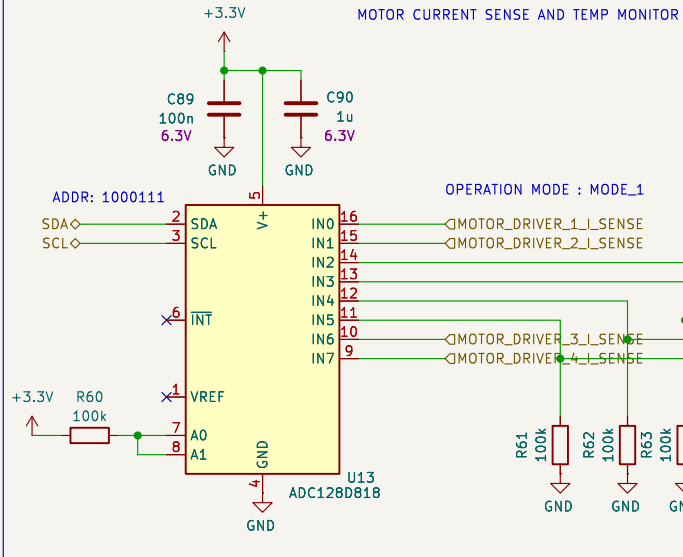 +3.3V
MOTOR CURRENT SENSE AND TEMP MONITOR
C89
100n
6.3V
C90
1u
6.3V
GND
GND
ADDR: 1000111
OPERATION MODE : MODE_1
5
V+
SDA
2
SDA
16
IN0
MOTOR_DRIVER_1_I_SENSE
SCL
3
SCL
15
IN1
MOTOR_DRIVER_2_I_SENSE
14
IN2
13
IN3
12
IN4
11
IN5
6
INT
10
IN6
MOTOR_DRIVER_3_I_SENSE
9
IN7
MOTOR_DRIVER_4_I_SENSE
1
VREF
+3.3V
R60
100k
7
A0
8
A1
GND
4
U13
ADC128D818
GND
R61
100k
R62
100k
R63
100k
GND
GND